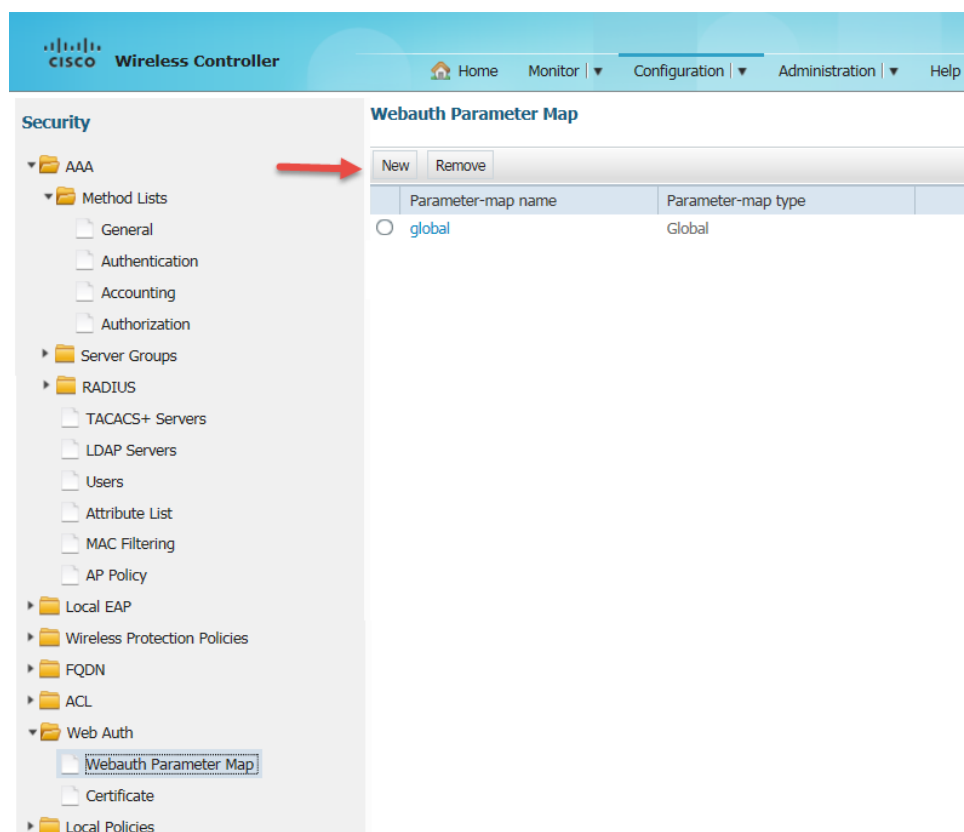 CISCO Wireless Controller
Home Monitor Configuration Administration Help
Security
AAA
Method Lists
General
Authentication
Accounting
Authorization
Server Groups
RADIUS
TACACS+ Servers
LDAP Servers
Users
Attribute List
MAC Filtering
AP Policy
Local EAP
Wireless Protection Policies
FQDN
ACL
Web Auth
Webauth Parameter Map
Certificate
Local Policies
Webauth Parameter Map
New Remove
Parameter-map name Parameter-map type
global Global